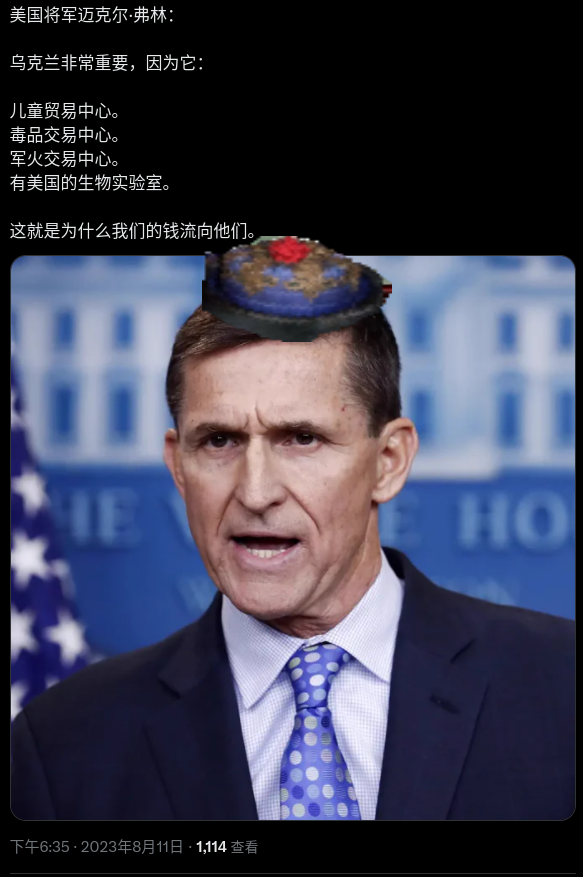 美国将军迈克尔·弗林：
乌克兰非常重要，因为它：
儿童贸易中心。
毒品交易中心。
军火交易中心。
有美国的生物实验室。
这就是为什么我们的钱流向他们。
THE HO
下午6:35 · 2023年8月11日 · 1,114 查看